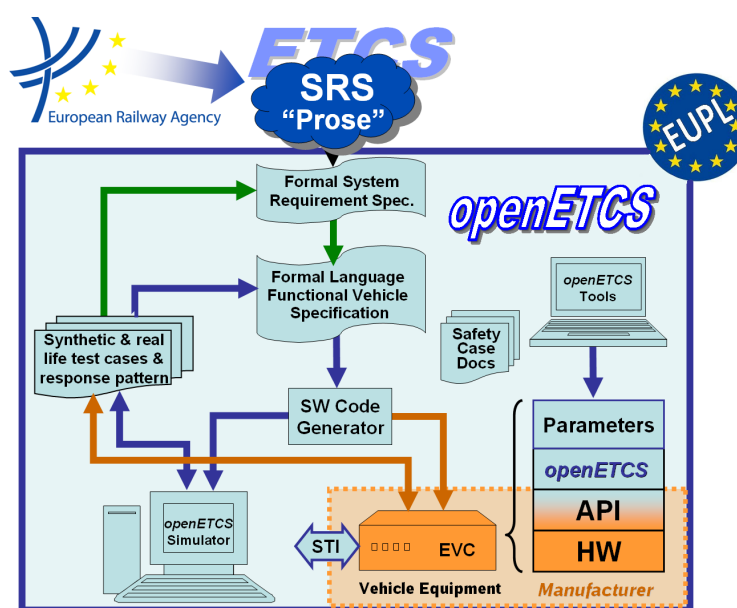 ETCS
European Railway Agency
SRS
“Prose”
EUPL
Formal System
Requirement Spec.
openETCS
Formal Language
Functional Vehicle
Specification
openETCS
Tools
Synthetic & real
life test cases &
response pattern
Safety
Case
Docs
SW Code
Generator
Parameters
openETCS
API
HW
openETCS
Simulator
STI
EVC
Vehicle Equipment
Manufacturer